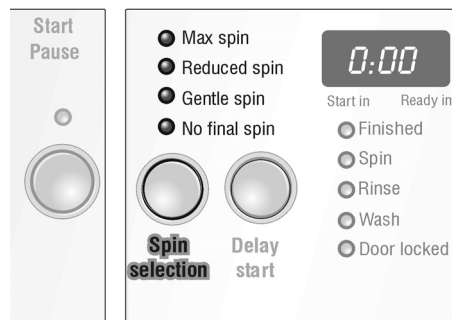 Start
Pause
Max spin
Reduced spin
Gentle spin
No final spin
Spin
selection
Delay
start
0:00
Start in Ready in
Finished
Spin
Rinse
Wash
Door locked